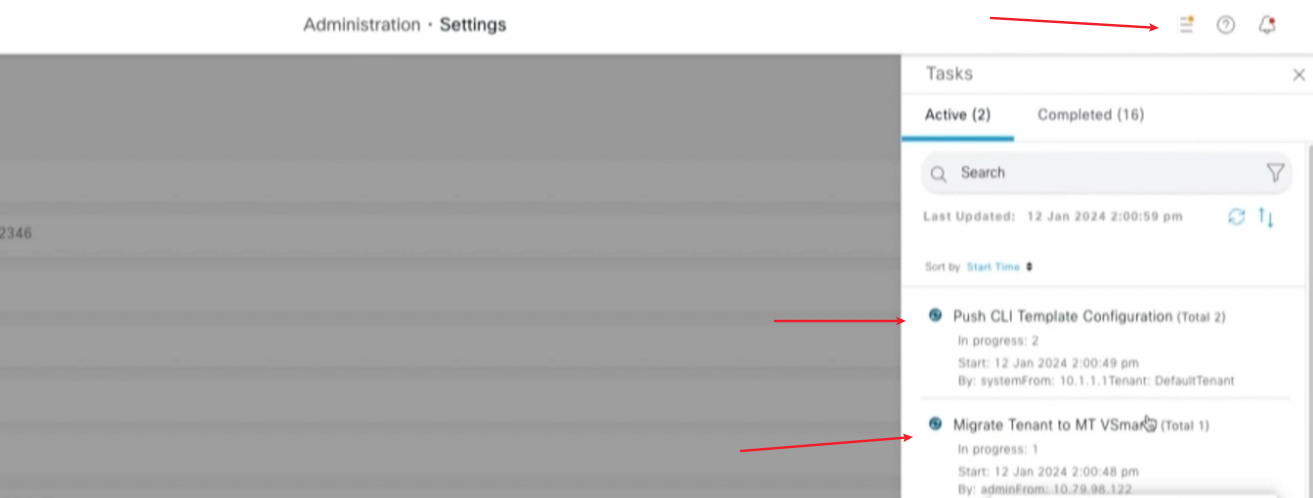 Administration · Settings
Tasks
Active (2) Completed (16)
Search
2346
Last Updated: 12 Jan 2024 2:00:59 pm
Sort by Start Time
Push CLI Template Configuration (Total 2)
In progress: 2
Start: 12 Jan 2024 2:00:49 pm
By: systemFrom: 10.1.1.1Tenant: DefaultTenant
Migrate Tenant to MT VSmart (Total 1)
In progress: 1
Start: 12 Jan 2024 2:00:48 pm
By: adminFrom: 10.79.98.122